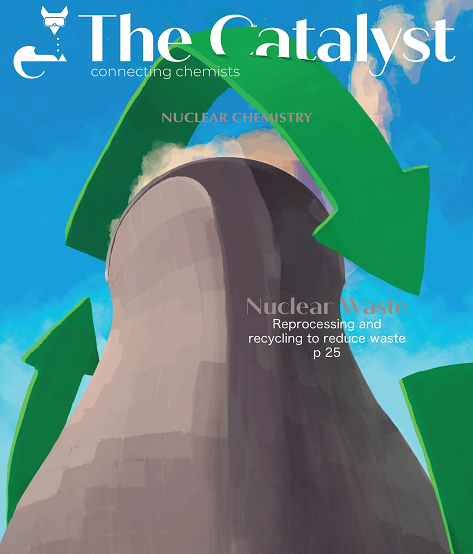 The Catalyst
connecting chemists
NUCLEAR CHEMISTRY
Nuclear Waste
Reprocessing and
recycling to reduce waste
p 25